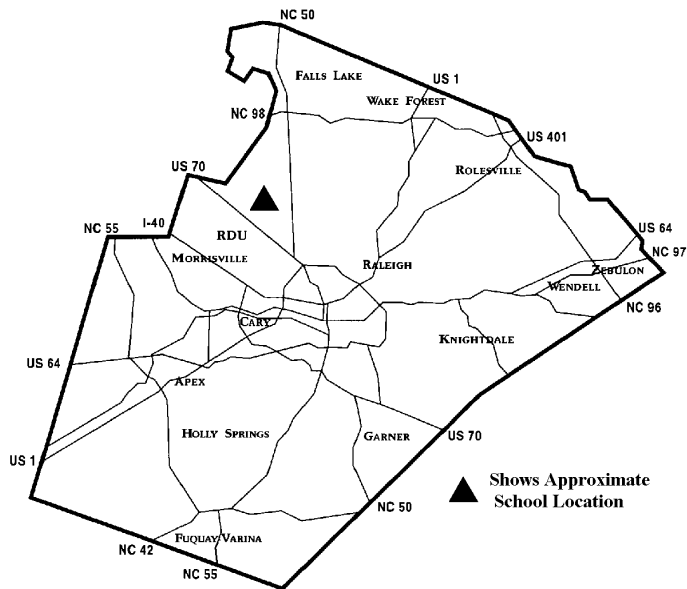 NC 50
FALLS LAKE
US 1
WAKE FOREST
NC 98
US 401
US 70
ROLESVILLE
NC 55
I-40
RDU
US 64
MORRISVILLE
RALEIGH
NC 97
ZEBULON
WENDELL
NC 96
CARY
KNIGHTDALE
US 64
APEX
HOLLY SPRINGS
GARNER
US 70
US 1
Shows Approximate
School Location
NC 50
FUQUAY VARINA
NC 42
NC 55